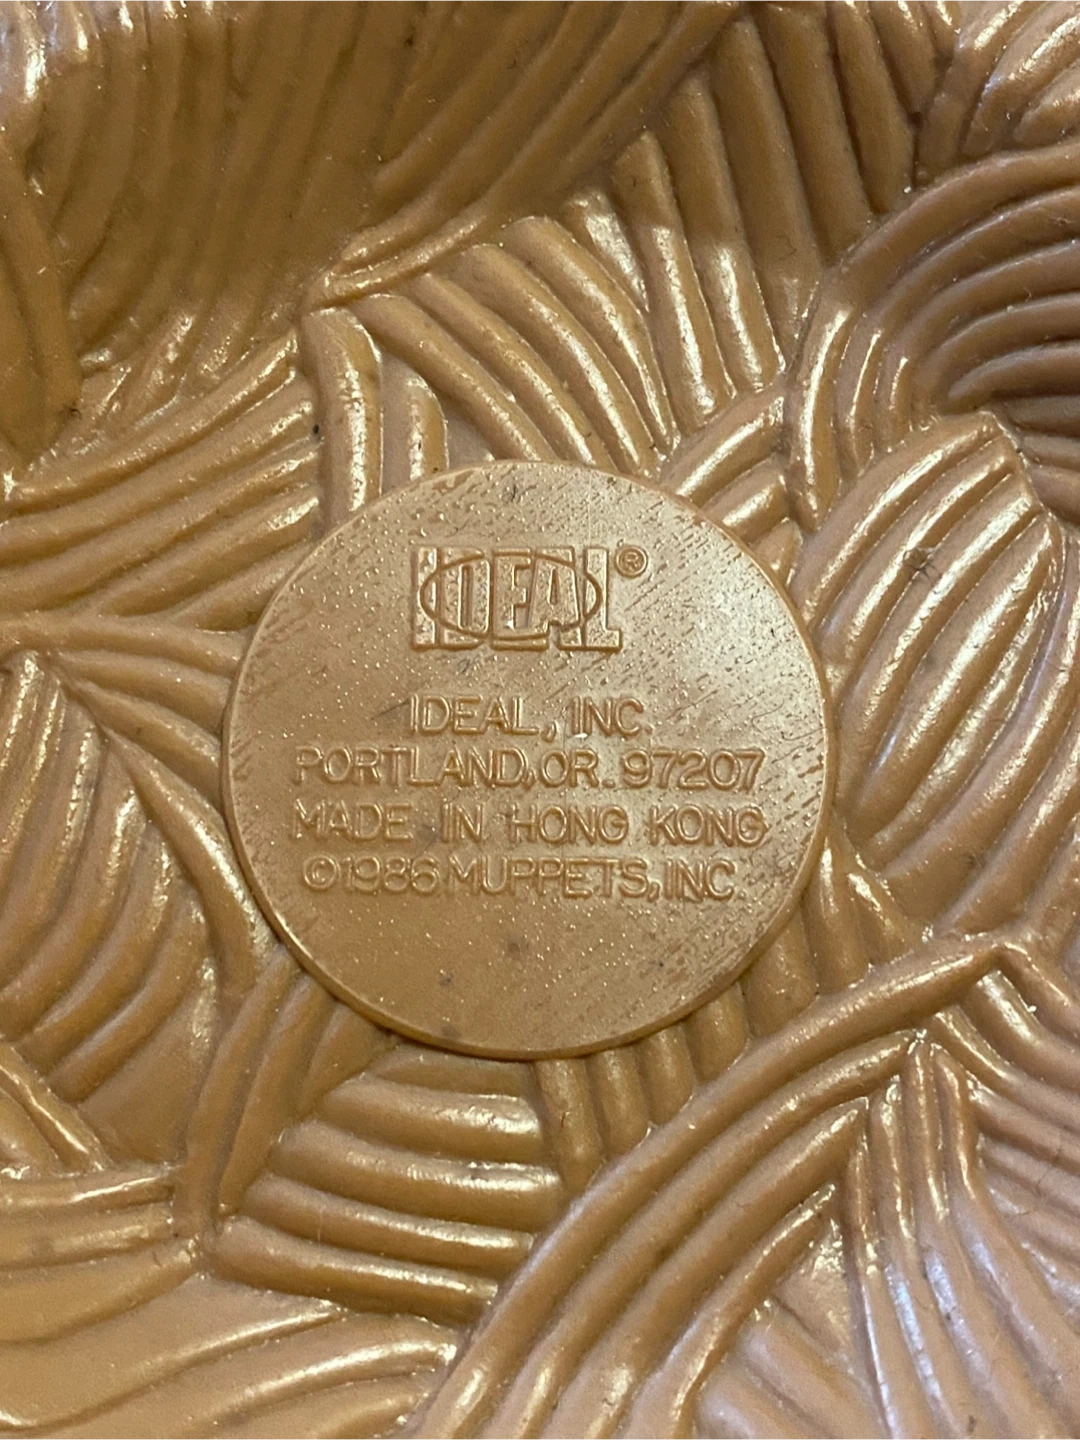 IDEAL®
IDEAL, INC.
PORTLAND, OR. 97207
MADE IN HONG KONG
©1986 MUPPETS, INC.